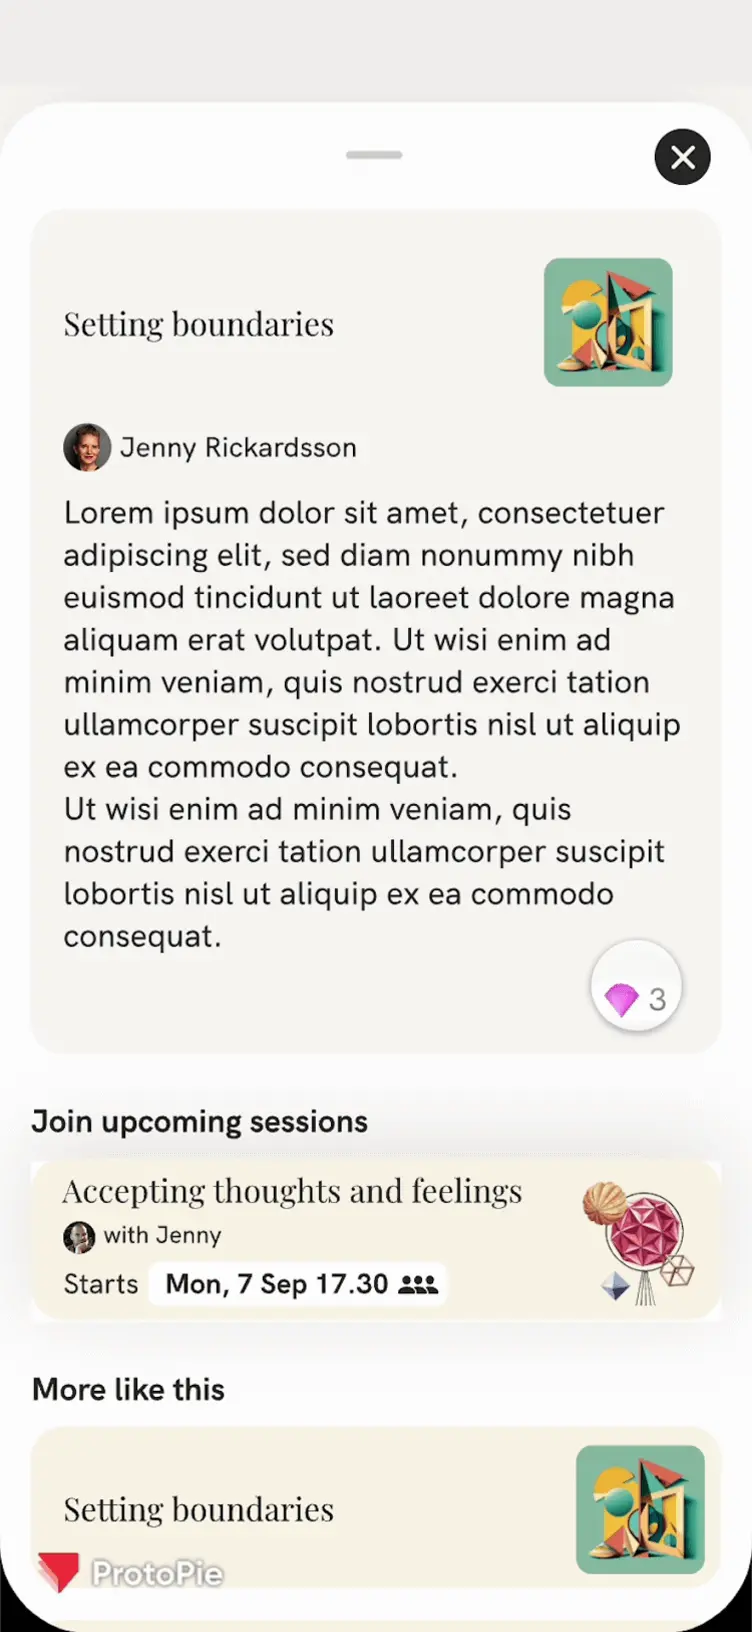 Setting boundaries
Jenny Rickardsson
Lorem ipsum dolor sit amet, consectetuer
adipiscing elit, sed diam nonummy nibh
euismod tincidunt ut laoreet dolore magna
aliquam erat volutpat. Ut wisi enim ad
minim veniam, quis nostrud exerci tation
ullamcorper suscipit lobortis nisl ut aliquip
ex ea commodo consequat.
Ut wisi enim ad minim veniam, quis
nostrud exerci tation ullamcorper suscipit
lobortis nisl ut aliquip ex ea commodo
consequat.
3
Join upcoming sessions
Accepting thoughts and feelings
with Jenny
Starts Mon, 7 Sep 17.30
More like this
Setting boundaries
ProtoPie